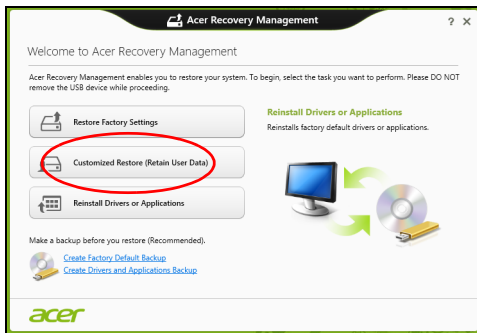 Acer Recovery Management
? X
Welcome to Acer Recovery Management
Acer Recovery Management enables you to restore your system. To begin, select the task you want to perform. Please DO NOT
remove the USB device while proceeding.
Restore Factory Settings
Customized Restore (Retain User Data)
Reinstall Drivers or Applications
Reinstall Drivers or Applications
Reinstalls factory default drivers or applications.
Make a backup before you restore (Recommended).
Create Factory Default Backup
Create Drivers and Applications Backup
acer